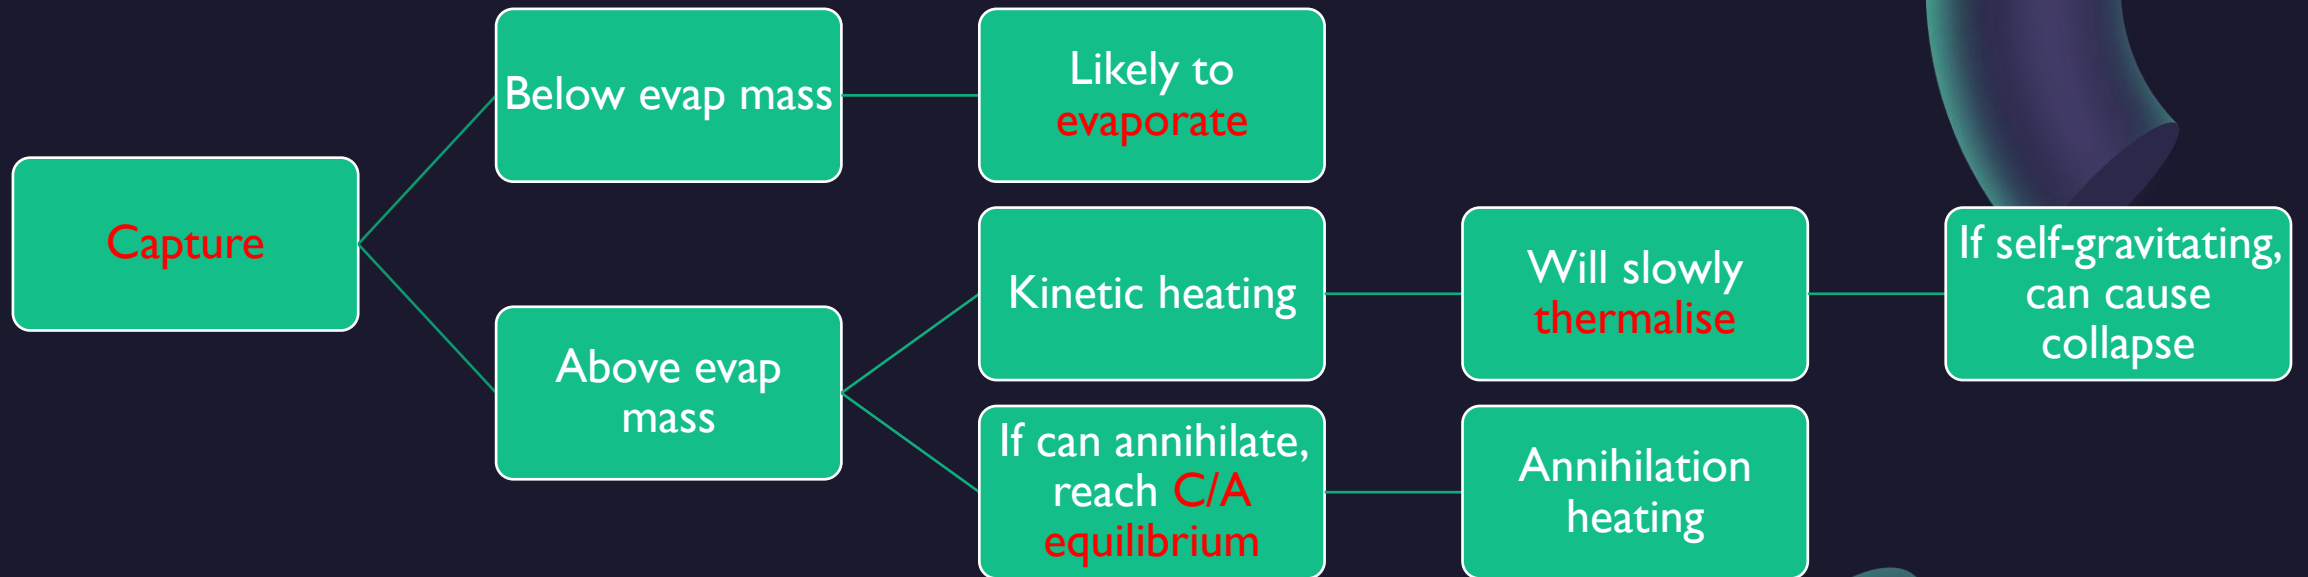 Capture
Below evap mass
Likely to
evaporate
Above evap
mass
Kinetic heating
Will slowly
thermalise
If self-gravitating,
can cause
collapse
If can annihilate,
reach C/A
equilibrium
Annihilation
heating